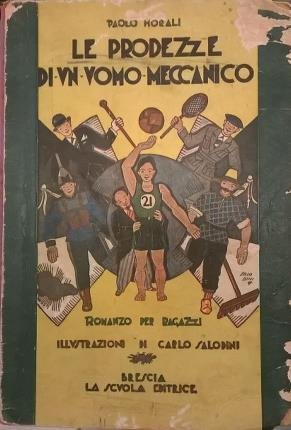 PAOLO MORALI
LE PRODEZZE
DI·VN·VOMO·MECCANICO
21
ROMANZO PER RAGAZZI
ILLUSTRAZIONI DI CARLO SALODINI
BRESCIA
LA SCVOLA EDITRICE